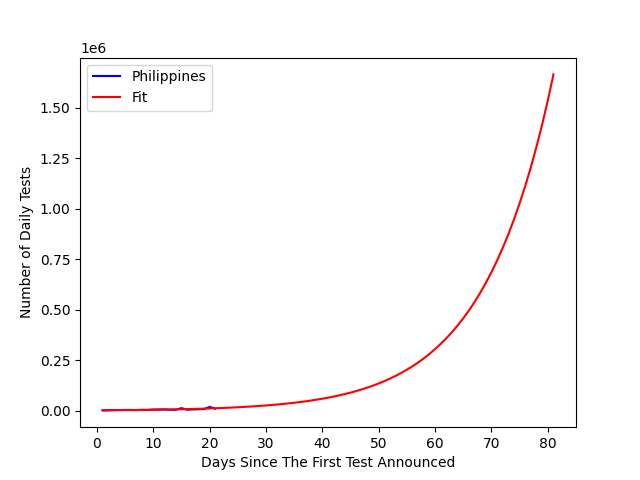 1e6
Philippines
Fit
1.50
1.25
1.00
0.75
0.50
0.25
0.00
Number of Daily Tests
0 10 20 30 40 50 60 70 80
Days Since The First Test Announced